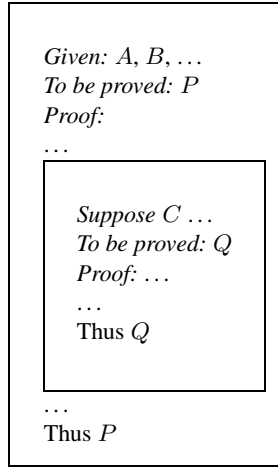 Given: A, B, …
To be proved: P
Proof:
…
Suppose C …
To be proved: Q
Proof: …
…
Thus Q
…
Thus P